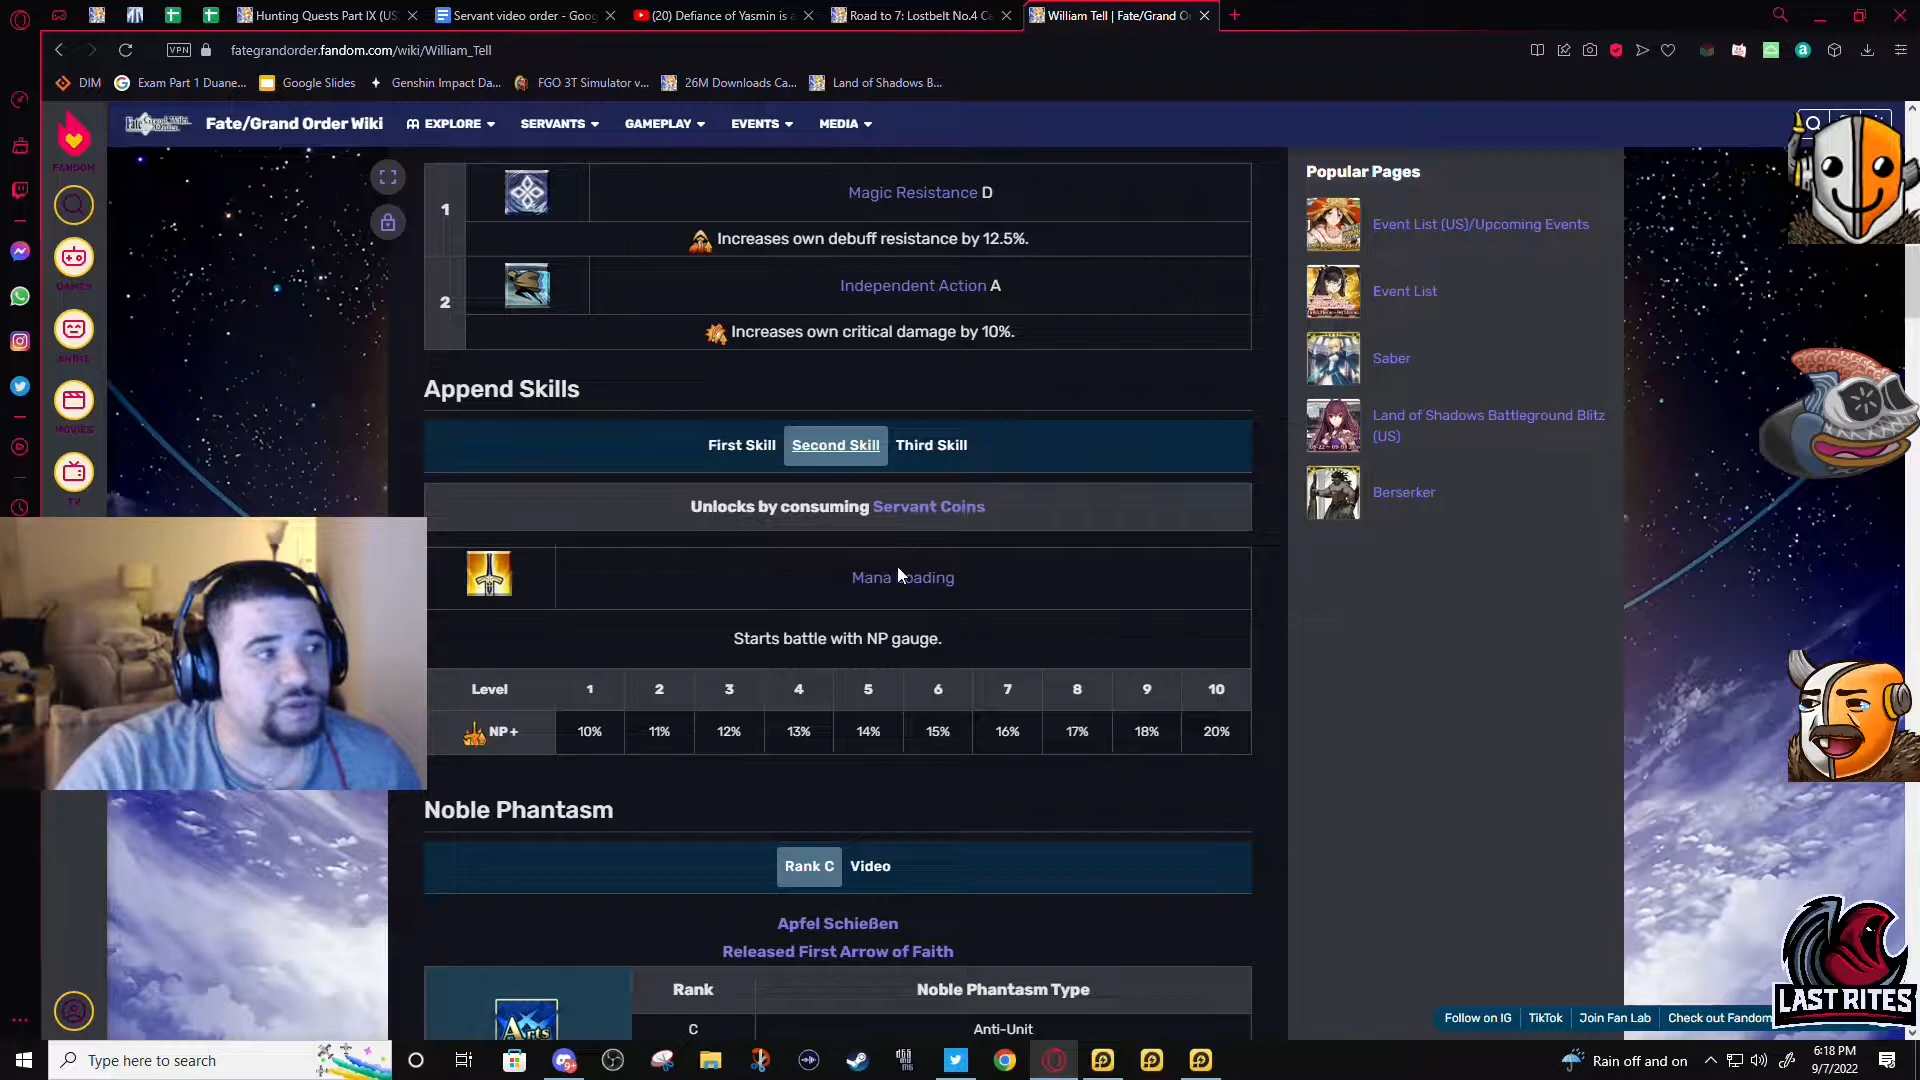 Hunting Quests Part IX (US
Servant video order - Goog
(20) Defiance of Yasmin is a
Road to 7: Lostbelt No.4 C
William Tell | Fate/Grand O
VPN
fategrandorder.fandom.com/wiki/William_Tell
DIM
Exam Part 1 Duane...
Google Slides
Genshin Impact Da...
FGO 3T Simulator v...
26M Downloads Ca...
Land of Shadows B...
Fate/Grand Order Wiki
EXPLORE
SERVANTS
GAMEPLAY
EVENTS
MEDIA
FANDOM
GAMES
ANIME
MOVIES
TV
1
Magic Resistance D
Increases own debuff resistance by 12.5%.
2
Independent Action A
Increases own critical damage by 10%.
Append Skills
First Skill
Second Skill
Third Skill
Unlocks by consuming Servant Coins
Mana oading
Starts battle with NP gauge.
Level 1 2 3 4 5 6 7 8 9 10
NP + 10% 11% 12% 13% 14% 15% 16% 17% 18% 20%
Noble Phantasm
Rank C
Video
Apfel Schießen
Released First Arrow of Faith
Rank
Noble Phantasm Type
C
Anti-Unit
Arts
Popular Pages
Event List (US)/Upcoming Events
Event List
Saber
Land of Shadows Battleground Blitz
(US)
Berserker
LAST RITES
Follow on IG
TikTok
Join Fan Lab
Check out Fandom
Type here to search
9+
Rain off and on
6:18 PM
9/7/2022